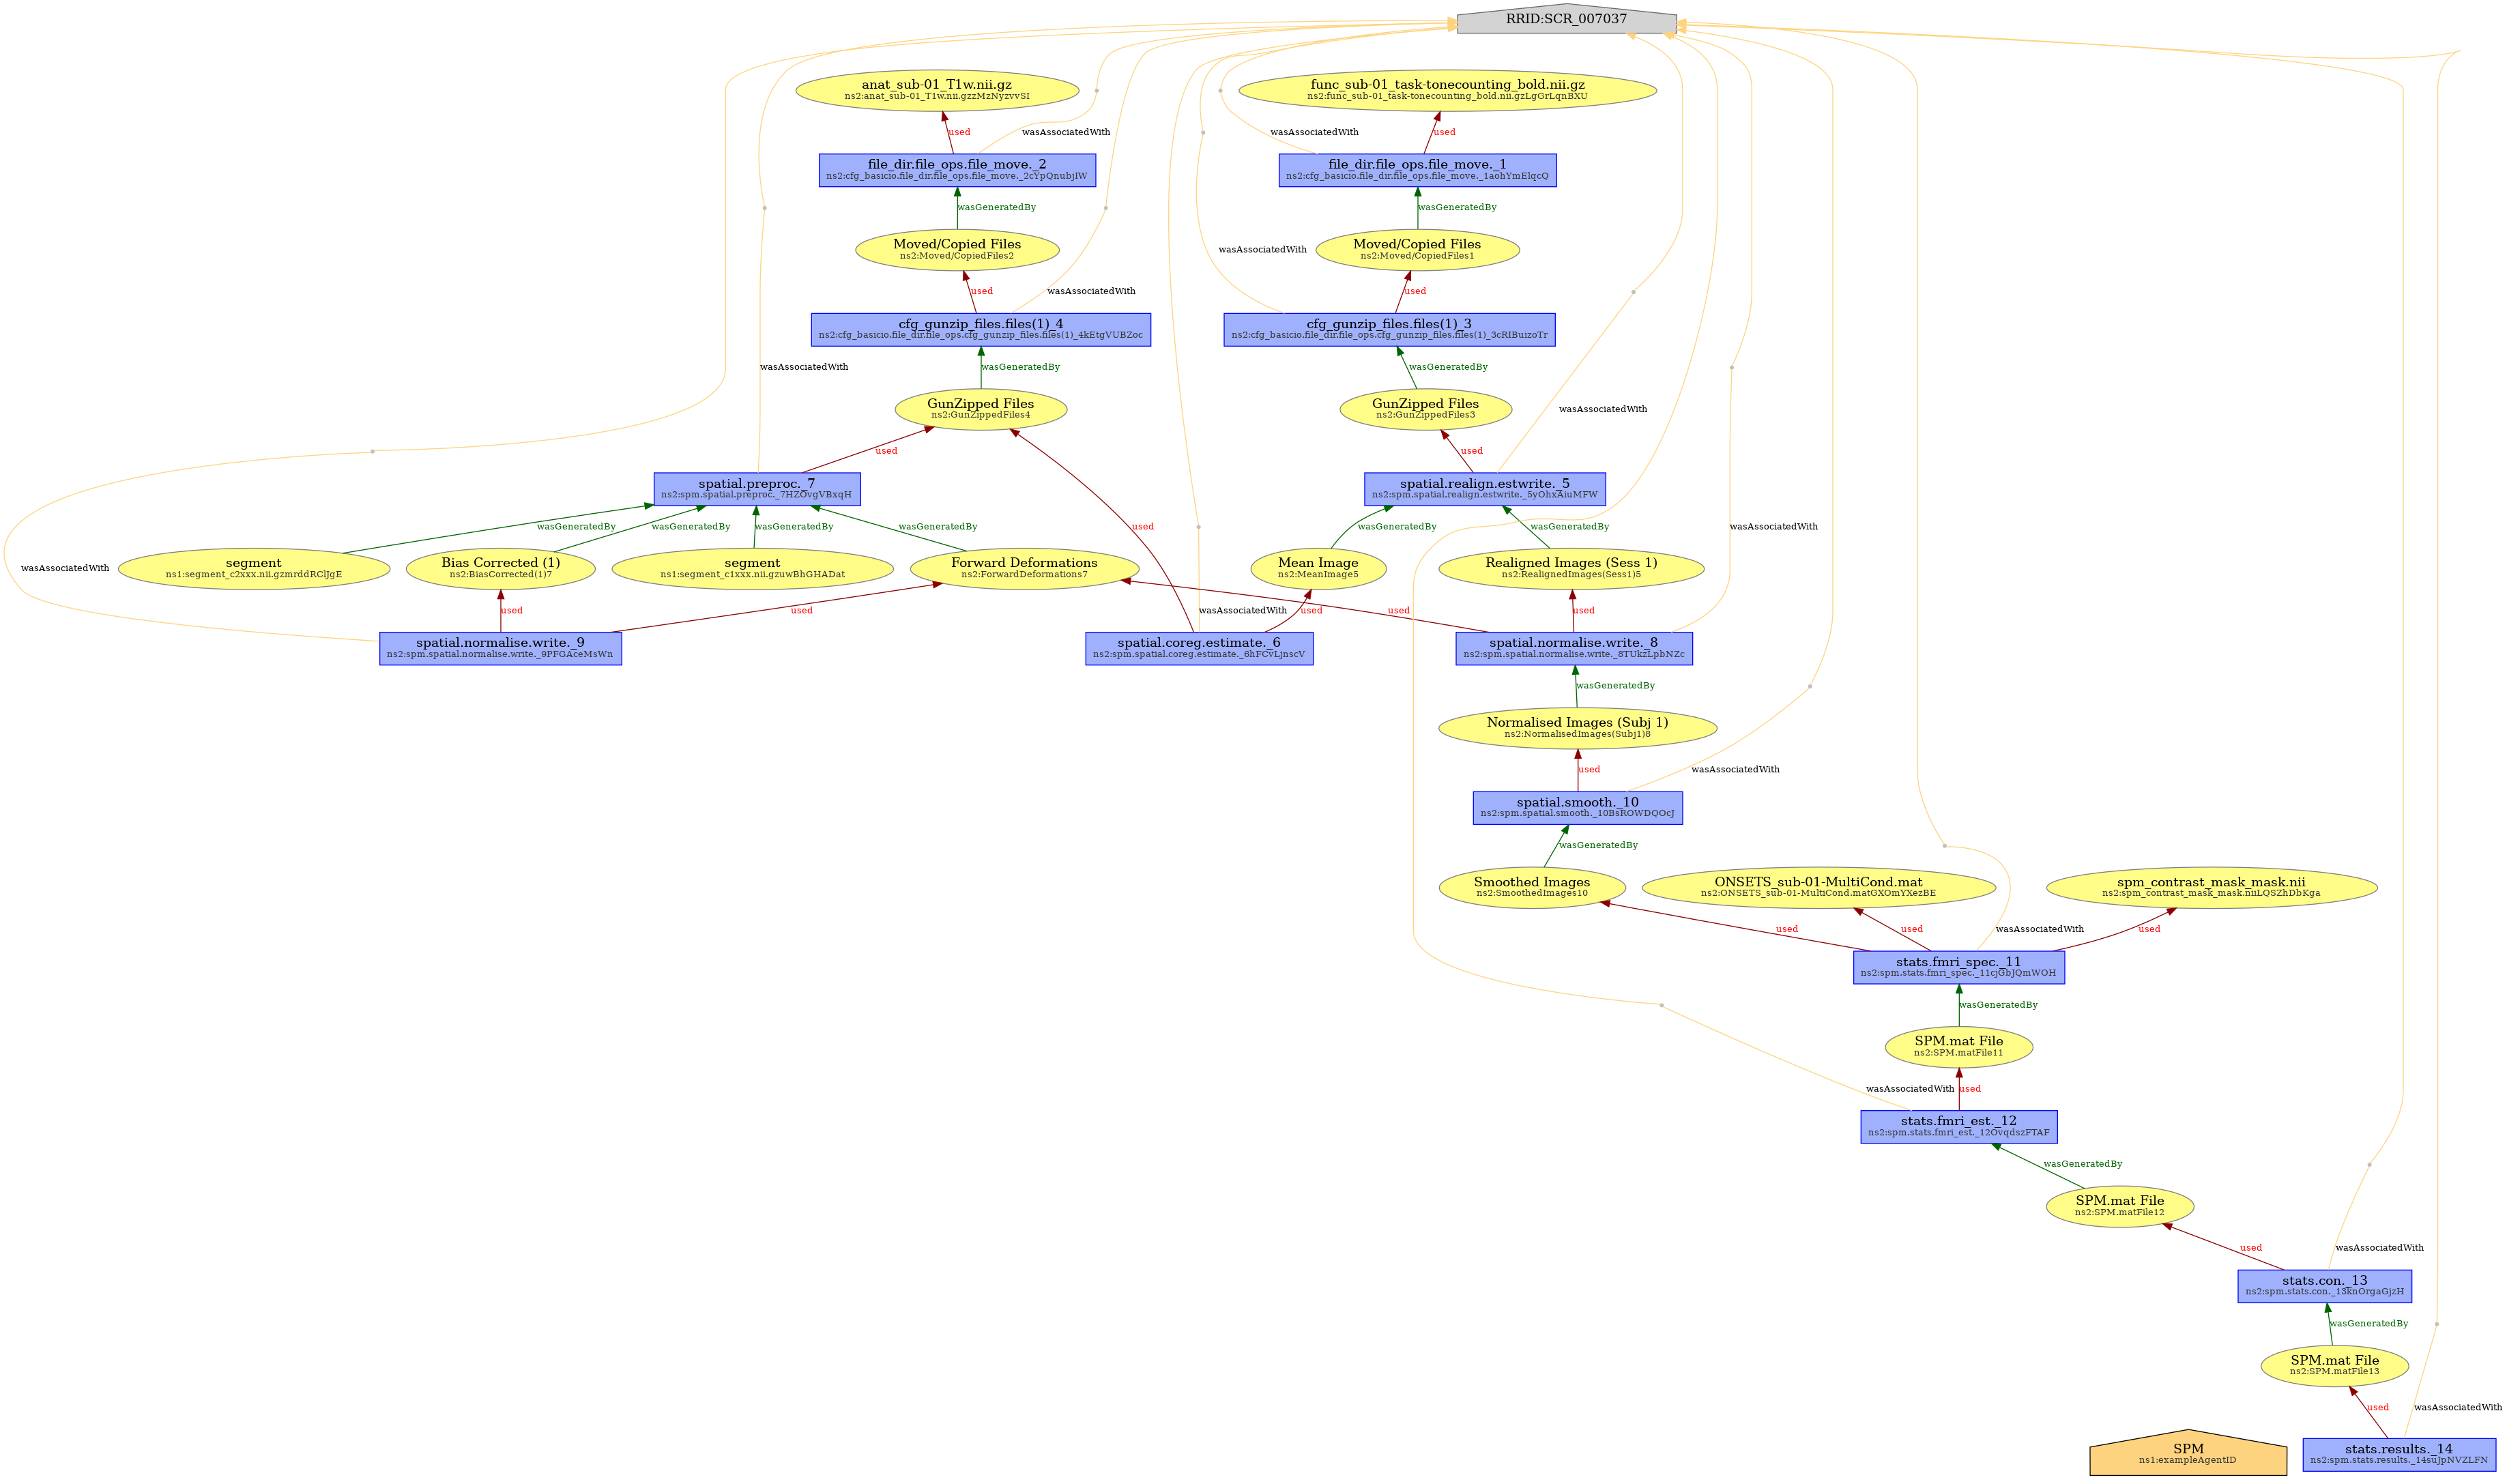 RRID:SCR_007037
anat_sub-01_T1w.nii.gz
ns2:anat_sub-01_T1w.nii.gzzMzNyzvvSI
func_sub-01_task-tonecounting_bold.nii.gz
ns2:func_sub-01_task-tonecounting_bold.nii.gzLgGrLqnBXU
used
wasAssociatedWith
wasAssociatedWith
used
file_dir.file_ops.file_move._2
ns2:cfg_basicio.file_dir.file_ops.file_move._2cYpQnubjIW
file_dir.file_ops.file_move._1
ns2:cfg_basicio.file_dir.file_ops.file_move._1aohYmElqcQ
wasGeneratedBy
wasGeneratedBy
Moved/Copied Files
ns2:Moved/CopiedFiles2
wasAssociatedWith
Moved/Copied Files
ns2:Moved/CopiedFiles1
used
wasAssociatedWith
used
cfg_gunzip_files.files(1)_4
ns2:cfg_basicio.file_dir.file_ops.cfg_gunzip_files.files(1)_4kEtgVUBZoc
cfg_gunzip_files.files(1)_3
ns2:cfg_basicio.file_dir.file_ops.cfg_gunzip_files.files(1)_3cRIBuizoTr
wasAssociatedWith
wasGeneratedBy
wasGeneratedBy
GunZipped Files
ns2:GunZippedFiles4
GunZipped Files
ns2:GunZippedFiles3
wasAssociatedWith
used
used
spatial.preproc._7
ns2:spm.spatial.preproc._7HZOvgVBxqH
spatial.realign.estwrite._5
ns2:spm.spatial.realign.estwrite._5yOhxAiuMFW
wasGeneratedBy
wasGeneratedBy
wasGeneratedBy
wasGeneratedBy
used
wasGeneratedBy
wasGeneratedBy
wasAssociatedWith
wasAssociatedWith
segment
ns1:segment_c2xxx.nii.gzmrddRClJgE
Bias Corrected (1)
ns2:BiasCorrected(1)7
segment
ns1:segment_c1xxx.nii.gzuwBhGHADat
Forward Deformations
ns2:ForwardDeformations7
Mean Image
ns2:MeanImage5
Realigned Images (Sess 1)
ns2:RealignedImages(Sess1)5
used
used
wasAssociatedWith
used
used
used
spatial.normalise.write._9
ns2:spm.spatial.normalise.write._9PFGAceMsWn
spatial.coreg.estimate._6
ns2:spm.spatial.coreg.estimate._6hFCvLjnscV
spatial.normalise.write._8
ns2:spm.spatial.normalise.write._8TUkzLpbNZc
wasGeneratedBy
Normalised Images (Subj 1)
ns2:NormalisedImages(Subj1)8
used
wasAssociatedWith
spatial.smooth._10
ns2:spm.spatial.smooth._10BsROWDQOcJ
wasGeneratedBy
Smoothed Images
ns2:SmoothedImages10
ONSETS_sub-01-MultiCond.mat
ns2:ONSETS_sub-01-MultiCond.matGXOmYXezBE
spm_contrast_mask_mask.nii
ns2:spm_contrast_mask_mask.niiLQSZhDbKga
used
used
wasAssociatedWith
used
stats.fmri_spec._11
ns2:spm.stats.fmri_spec._11cjGbJQmWOH
wasGeneratedBy
SPM.mat File
ns2:SPM.matFile11
wasAssociatedWith
used
stats.fmri_est._12
ns2:spm.stats.fmri_est._12OvqdszFTAF
wasGeneratedBy
SPM.mat File
ns2:SPM.matFile12
used
wasAssociatedWith
stats.con._13
ns2:spm.stats.con._13knOrgaGjzH
wasGeneratedBy
SPM.mat File
ns2:SPM.matFile13
used
wasAssociatedWith
SPM
ns1:exampleAgentID
stats.results._14
ns2:spm.stats.results._14suJpNVZLFN